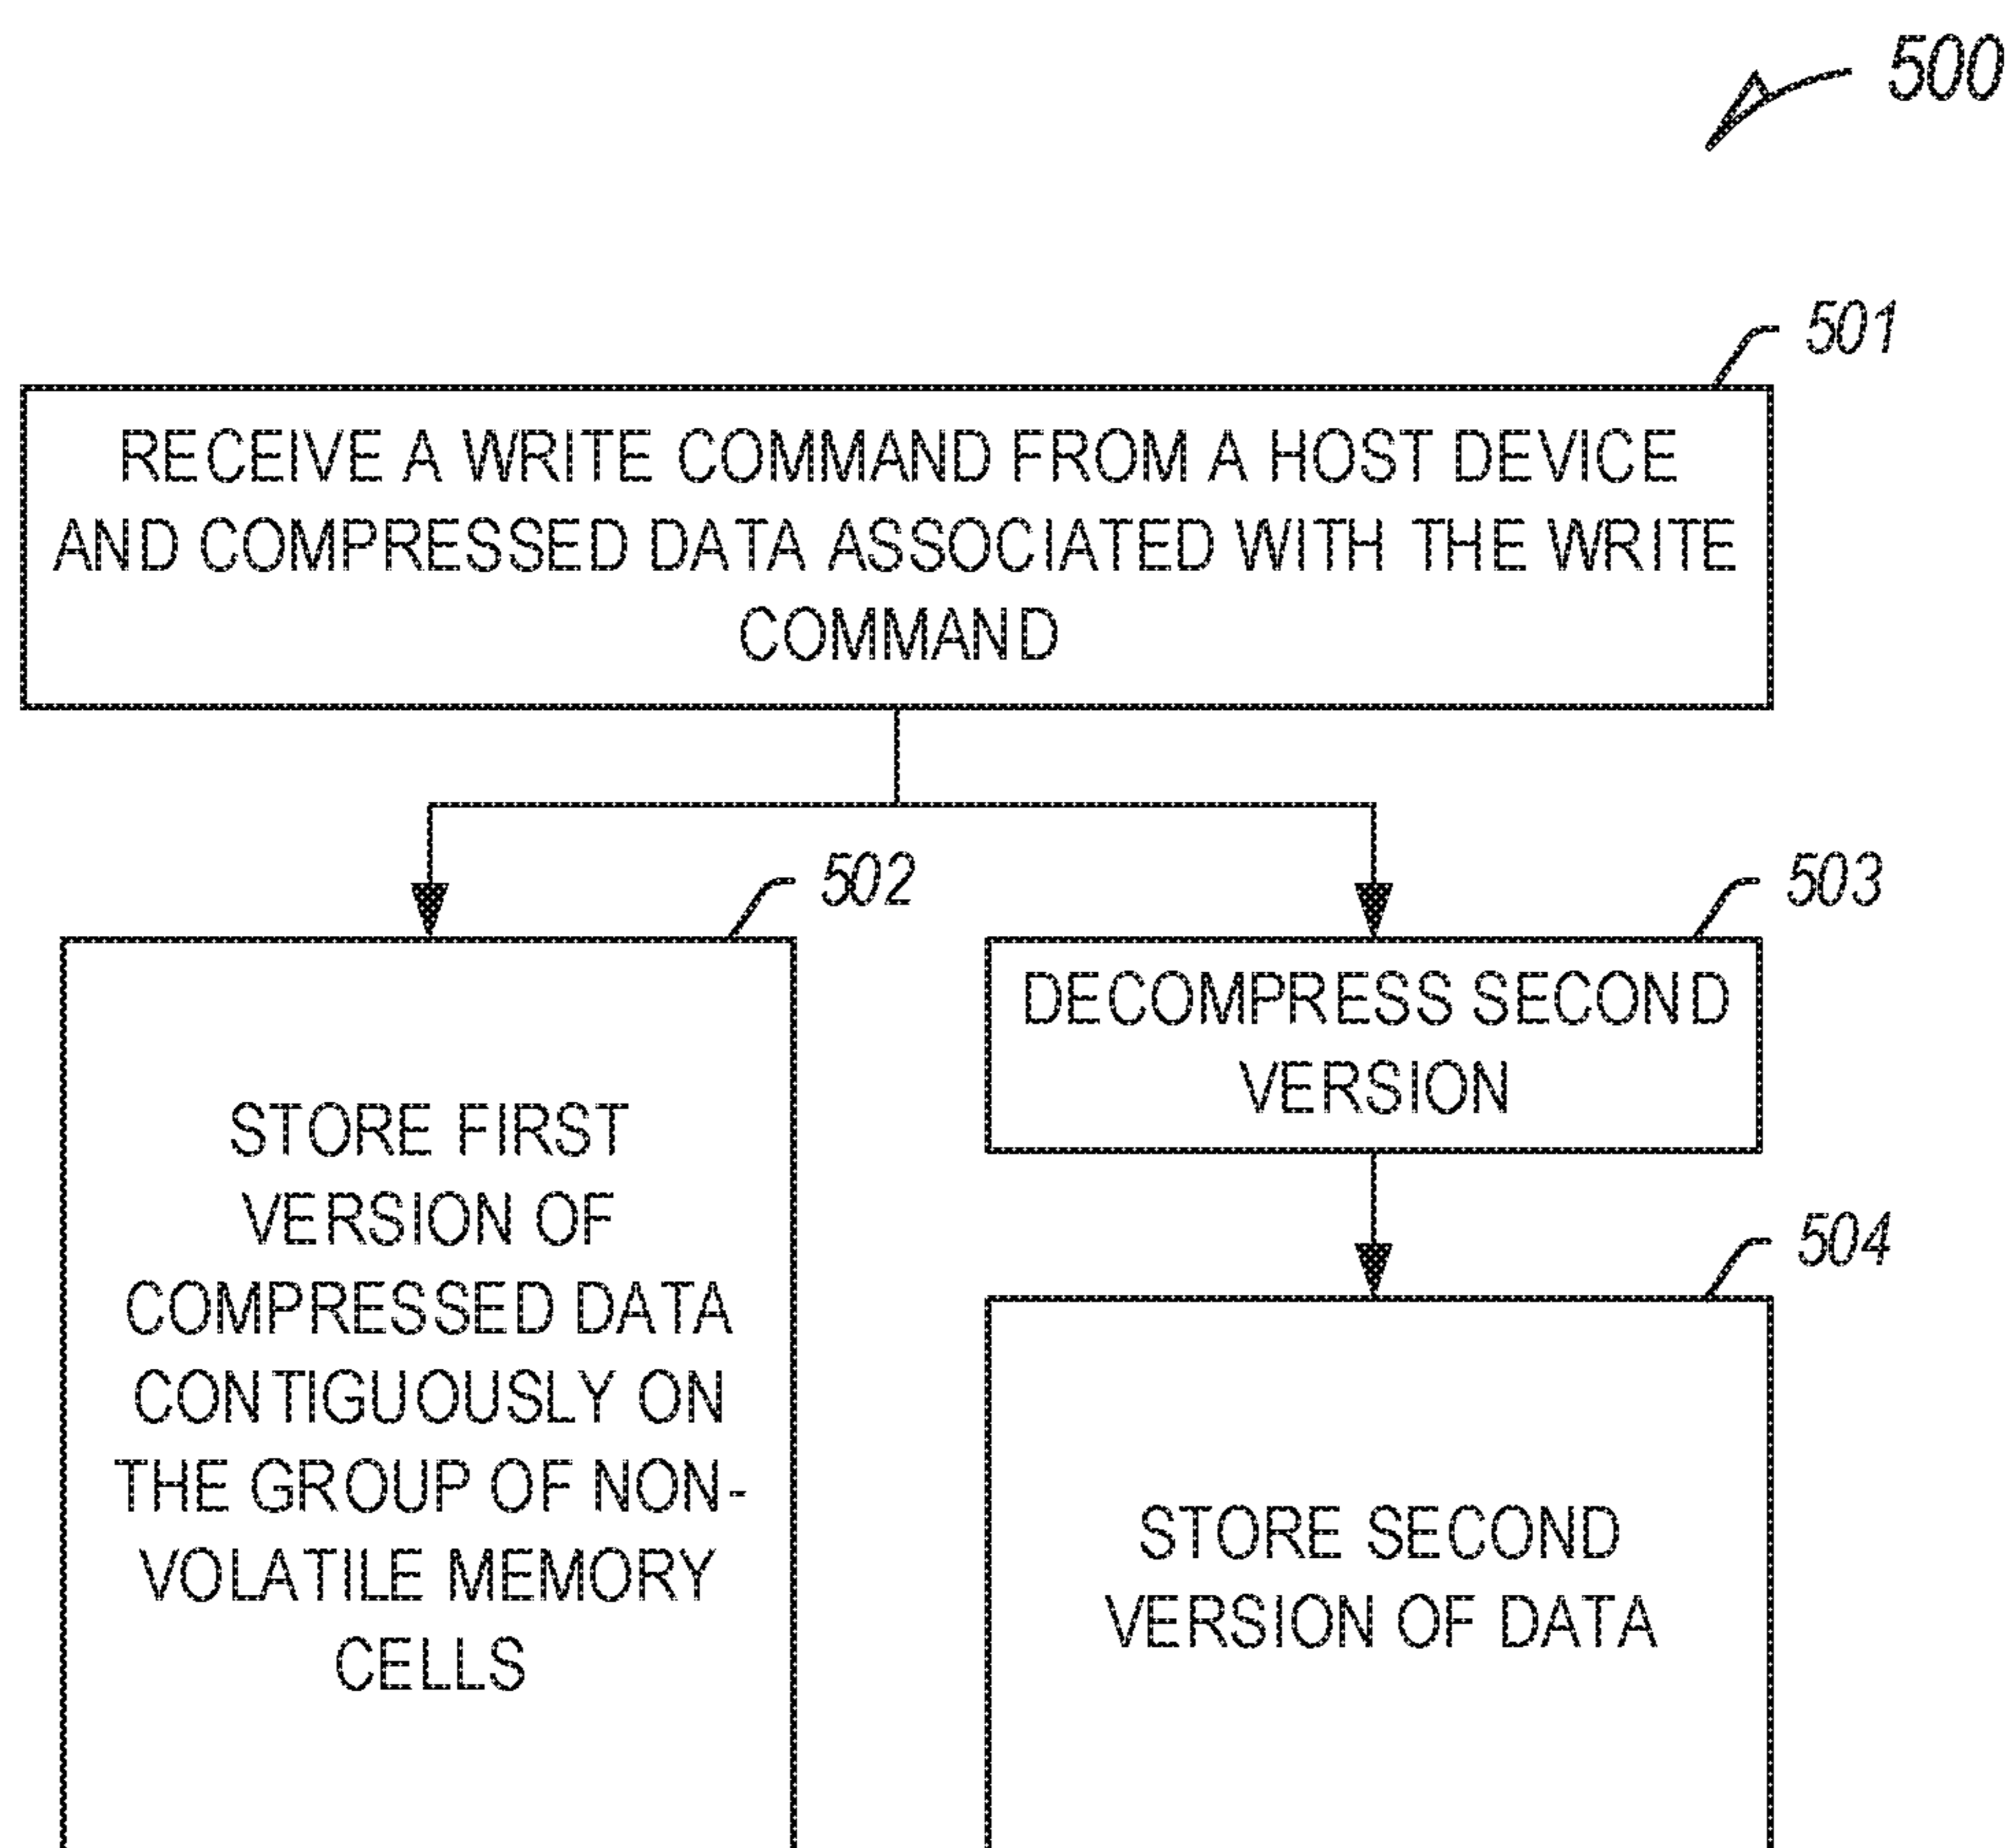 500
501
RECEIVE A WRITE COMMAND FROM A HOST DEVICE
AND COMPRESSED DATA ASSOCIATED WITH THE WRITE
COMMAND
502
STORE FIRST
VERSION OF
COMPRESSED DATA
CONTIGUOUSLY ON
THE GROUP OF NON-
VOLATILE MEMORY
CELLS
503
DECOMPRESS SECOND
VERSION
504
STORE SECOND
VERSION OF DATA